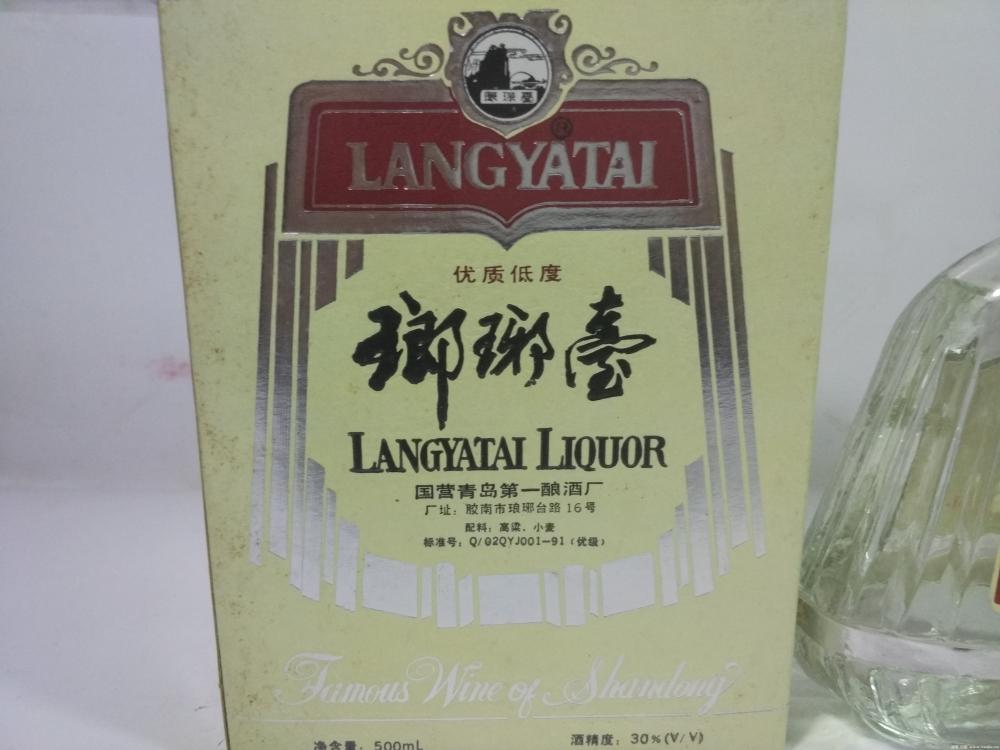 瑯琊臺
®
LANGYATAI
优质低度
瑯琊臺
LANGYATAI LIQUOR
国营青岛第一酿酒厂
厂址：胶南市琅琊台路16号
配料：高粱、小麦
标准号：Q/02QYJ001-91（优级）
Famous Wine of Shandong
净含量：500mL 酒精度：30%(V/V)